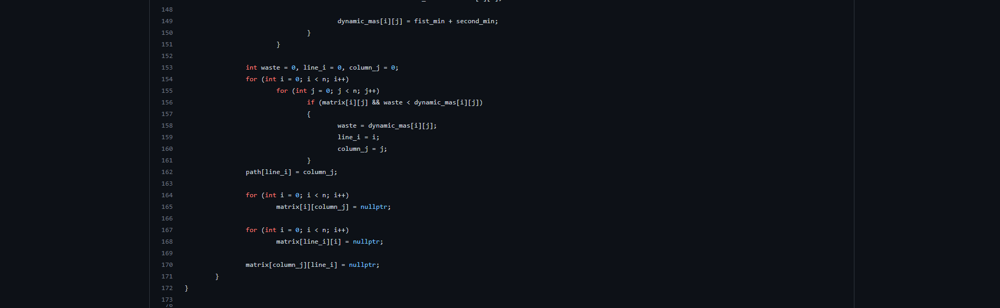 148
149 dynamic_mas[i][j] = fist_min + second_min;
150 }
151 }
152
153 int waste = 0, line_i = 0, column_j = 0;
154 for (int i = 0; i < n; i++)
155 for (int j = 0; j < n; j++)
156 if (matrix[i][j] && waste < dynamic_mas[i][j])
157 {
158 waste = dynamic_mas[i][j];
159 line_i = i;
160 column_j = j;
161 }
162 path[line_i] = column_j;
163
164 for (int i = 0; i < n; i++)
165 matrix[i][column_j] = nullptr;
166
167 for (int i = 0; i < n; i++)
168 matrix[line_i][i] = nullptr;
169
170 matrix[column_j][line_i] = nullptr;
171 }
172 }
173